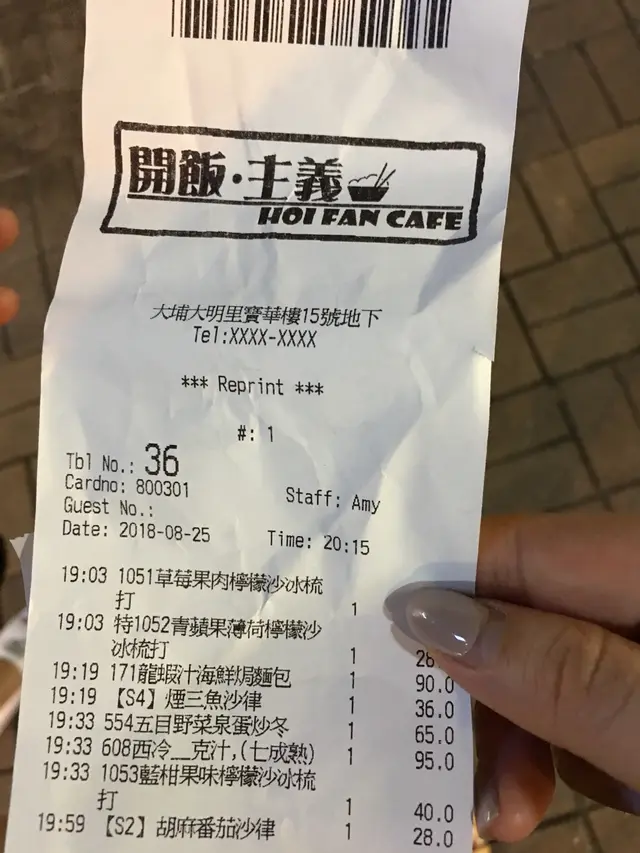 開飯·主義
HOI FAN CAFE
大埔大明里寶華樓15號地下
Tel:XXXX-XXXX
*** Reprint ***
#: 1
Tbl No.: 36
Cardno: 800301
Staff: Amy
Guest No.:
Date: 2018-08-25 Time: 20:15
19:03 1051草莓果肉檸檬沙冰梳
打 1
19:03 特1052青蘋果薄荷檸檬沙
冰梳打 1 28
19:19 171龍蝦汁海鮮焗麵包 1 90.0
19:19 【S4】煙三魚沙律 1 36.0
19:33 554五目野菜泉蛋炒冬 1 65.0
19:33 608西冷__克汁,(七成熟) 1 95.0
19:33 1053藍柑果味檸檬沙冰梳
打 1 40.0
19:59 【S2】胡麻番茄沙律 1 28.0